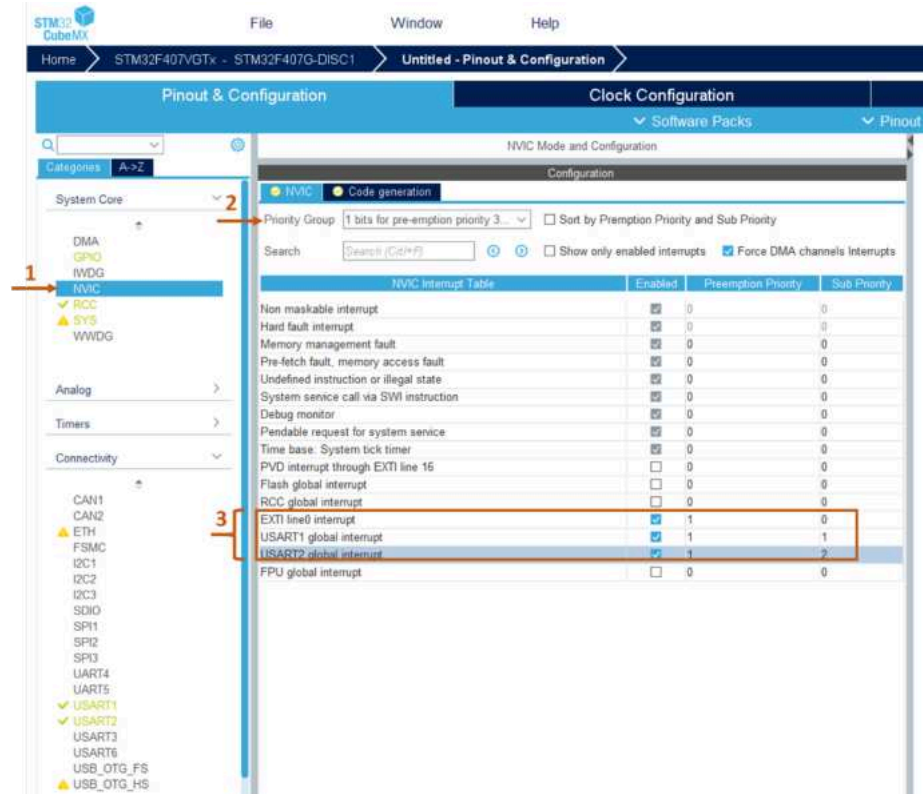 STM32
CubeMX
File Window Help
Home STM32F407VGTx - STM32F407G-DISC1 Untitled - Pinout & Configuration
Pinout & Configuration Clock Configuration
Software Packs Pinout
NVIC Mode and Configuration
Categories A->Z
Configuration
System Core
2
NVIC Code generation
Priority Group 1 bits for pre-emption priority 3... Sort by Premption Priority and Sub Priority
Search Search (Ctrl+F) Show only enabled interrupts Force DMA channels Interrupts
DMA
GPIO
IWDG
1
NVIC
RCC
SYS
WWDG
Analog
Timers
Connectivity
CAN1
CAN2
ETH
FSMC
I2C1
I2C2
I2C3
SDIO
SPI1
SPI2
SPI3
UART4
UART5
USART1
USART2
USART3
USART6
USB_OTG_FS
USB_OTG_HS
NVIC Interrupt Table Enabled Preemption Priority Sub Priority
Non maskable interrupt 0 0
Hard fault interrupt 0 0
Memory management fault 0 0
Pre-fetch fault, memory access fault 0 0
Undefined instruction or illegal state 0 0
System service call via SWI instruction 0 0
Debug monitor 0 0
Pendable request for system service 0 0
Time base: System tick timer 0 0
PVD interrupt through EXTI line 16 0 0
Flash global interrupt 0 0
RCC global interrupt 0 0
3
EXTI line0 interrupt 1 0
USART1 global interrupt 1 1
USART2 global interrupt 1 2
FPU global interrupt 0 0